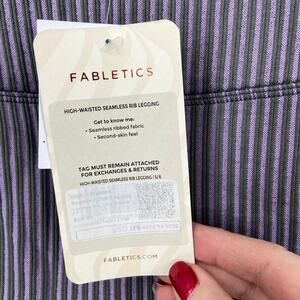 FABLETICS
HIGH-WAISTED SEAMLESS RIB LEGGING
Get to know me:
• Seamless ribbed fabric
• Second-skin feel
TAG MUST REMAIN ATTACHED
FOR EXCHANGES & RETURNS
HIGH-WAISTED SEAMLESS RIB LEGGING
FABLETICS.COM